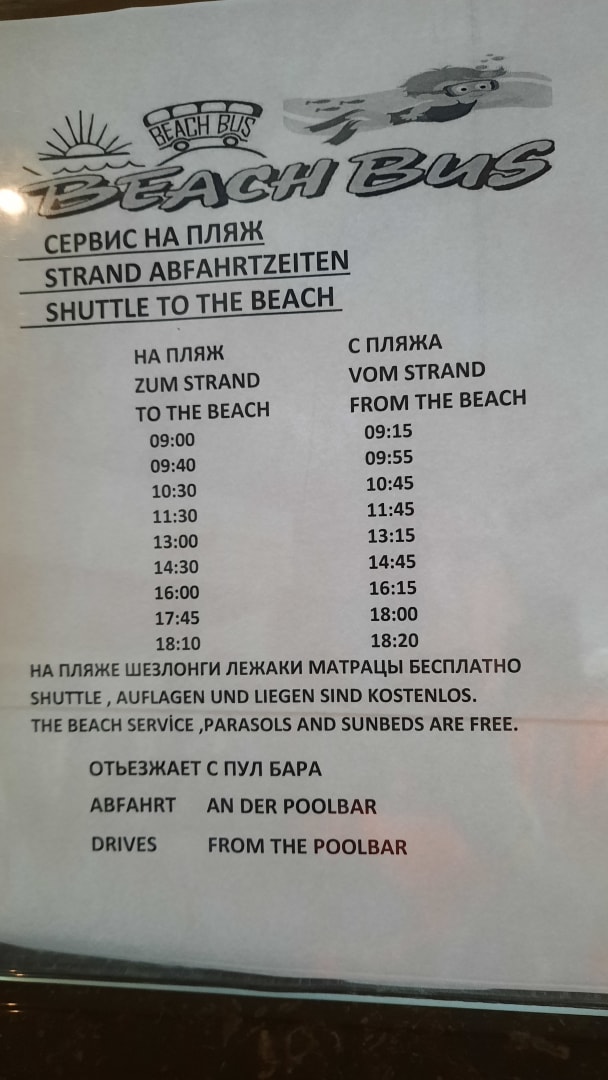 BEACH BUS
BEACH BUS
СЕРВИС НА ПЛЯЖ
STRAND ABFAHRTZEITEN
SHUTTLE TO THE BEACH
НА ПЛЯЖ С ПЛЯЖА
ZUM STRAND VOM STRAND
TO THE BEACH FROM THE BEACH
09:00 09:15
09:40 09:55
10:30 10:45
11:30 11:45
13:00 13:15
14:30 14:45
16:00 16:15
17:45 18:00
18:10 18:20
НА ПЛЯЖЕ ШЕЗЛОНГИ ЛЕЖАКИ МАТРАЦЫ БЕСПЛАТНО
SHUTTLE , AUFLAGEN UND LIEGEN SIND KOSTENLOS.
THE BEACH SERVİCE ,PARASOLS AND SUNBEDS ARE FREE.
ОТЬЕЗЖАЕТ С ПУЛ БАРА
ABFAHRT AN DER POOLBAR
DRIVES FROM THE POOLBAR